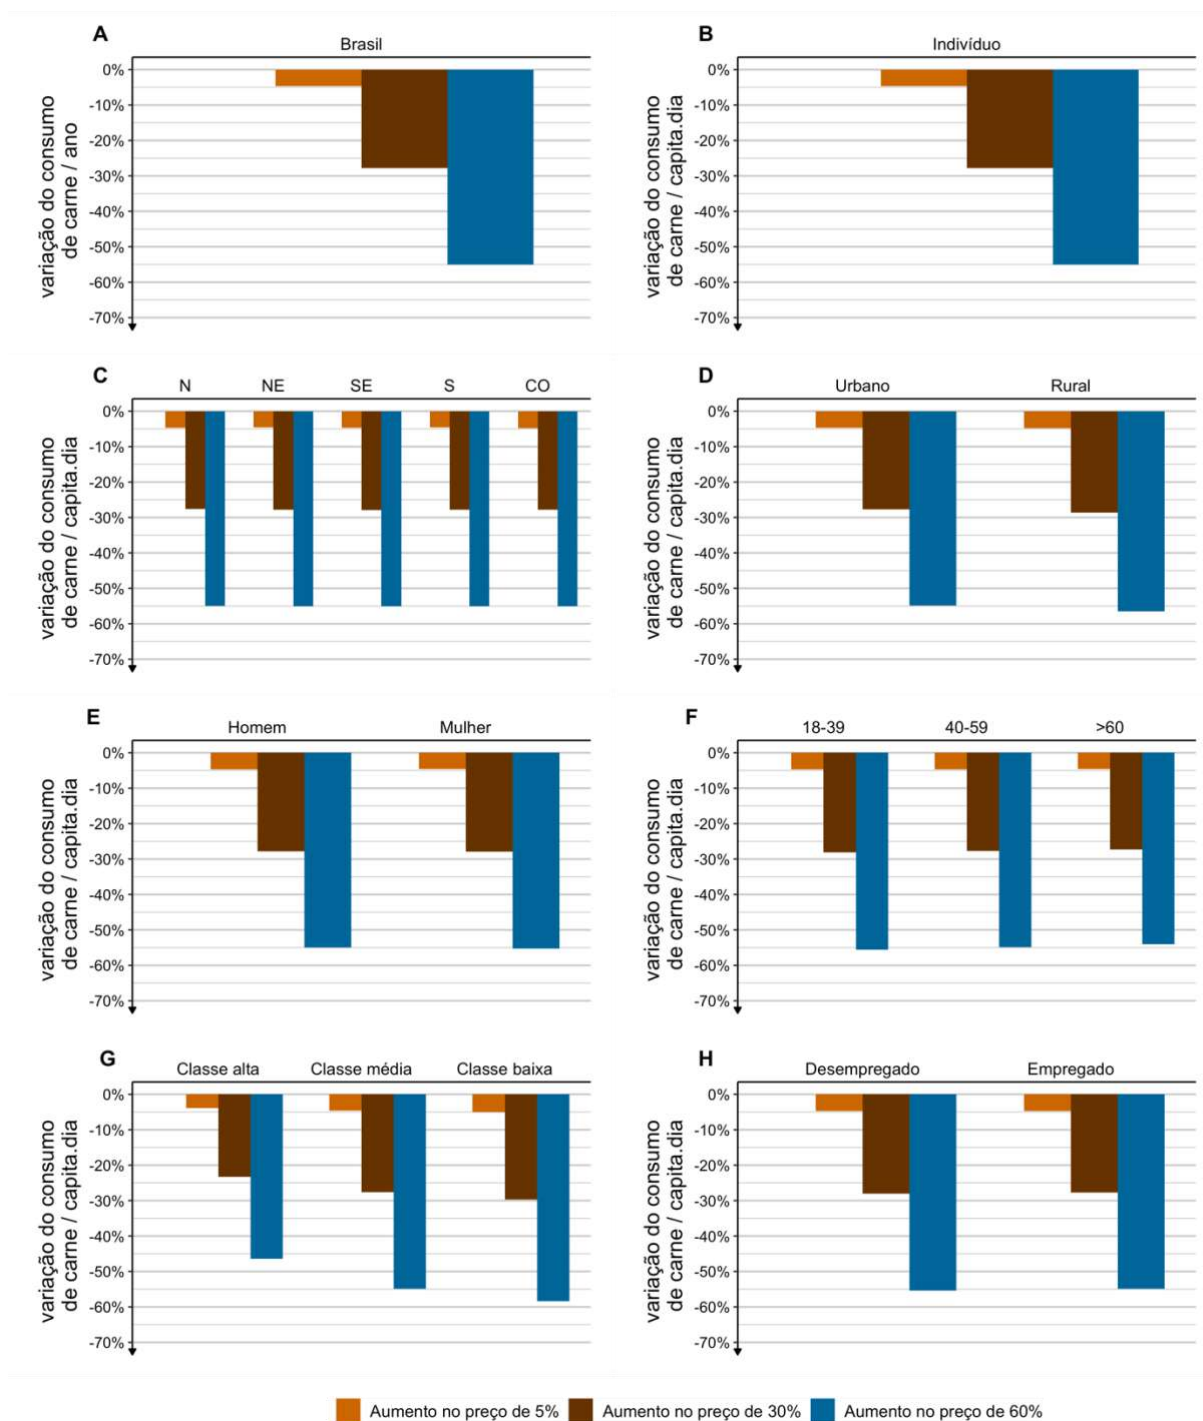 A
Brasil
variação do consumo
de carne / ano
0%
-10%
-20%
-30%
-40%
-50%
-60%
-70%
B
Indivíduo
variação do consumo
de carne / capita.dia
0%
-10%
-20%
-30%
-40%
-50%
-60%
-70%
C
N NE SE S CO
variação do consumo
de carne / capita.dia
0%
-10%
-20%
-30%
-40%
-50%
-60%
-70%
D
Urbano Rural
variação do consumo
de carne / capita.dia
0%
-10%
-20%
-30%
-40%
-50%
-60%
-70%
E
Homem Mulher
variação do consumo
de carne / capita.dia
0%
-10%
-20%
-30%
-40%
-50%
-60%
-70%
F
18-39 40-59 >60
variação do consumo
de carne / capita.dia
0%
-10%
-20%
-30%
-40%
-50%
-60%
-70%
G
Classe alta Classe média Classe baixa
variação do consumo
de carne / capita.dia
0%
-10%
-20%
-30%
-40%
-50%
-60%
-70%
H
Desempregado Empregado
variação do consumo
de carne / capita.dia
0%
-10%
-20%
-30%
-40%
-50%
-60%
-70%
Aumento no preço de 5% Aumento no preço de 30% Aumento no preço de 60%